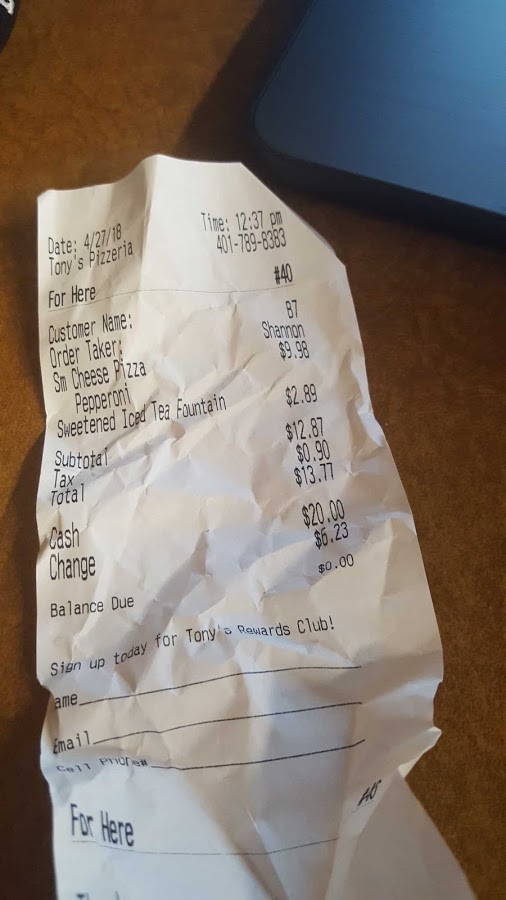 Date: 4/27/18 Time: 12:37 pm
Tony's Pizzeria 401-789-8383
For Here #40
Customer Name: B7
Order Taker: Shannon
Sm Cheese Pizza $9.98
Pepperoni
Sweetened Iced Tea Fountain $2.89
Subtotal $12.87
Tax $0.90
Total $13.77
Cash $20.00
Change $6.23
Balance Due $0.00
Sign up today for Tony's Rewards Club!
ame
Email
Cell Phone#
For Here